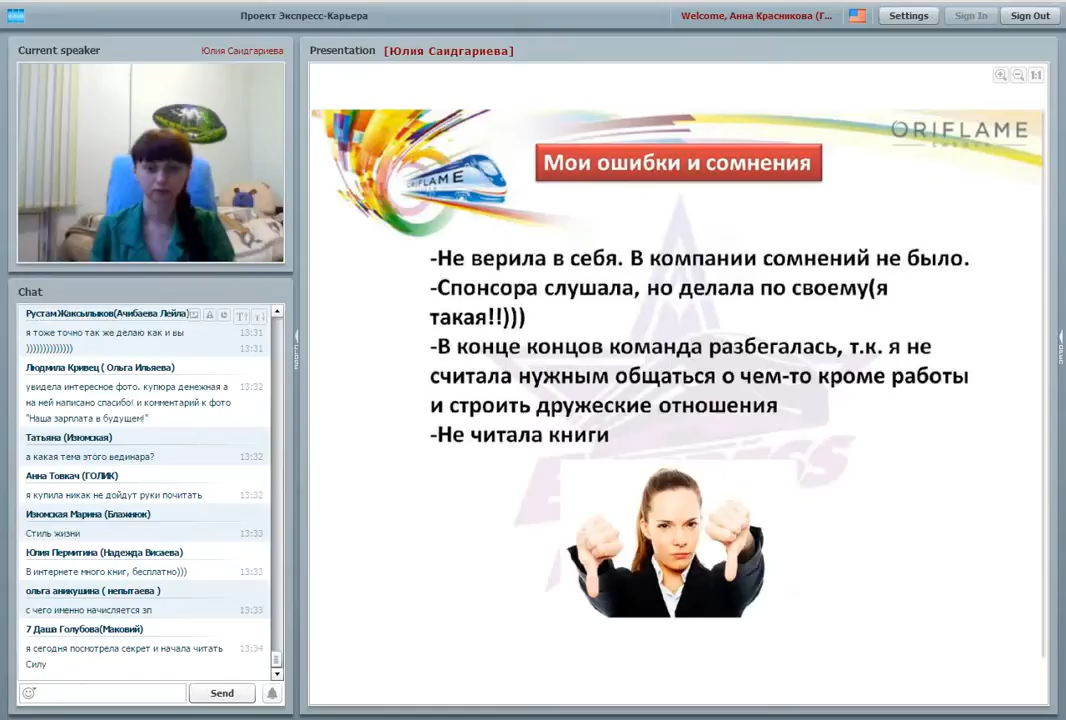 Проект Экспресс-Карьера
Welcome, Анна Красникова (Г...
Settings
Sign In
Sign Out
Current speaker
Юлия Саидгариева
Presentation [Юлия Саидгариева]
1:1
ORIFLAME
SWEDEN
Мои ошибки и сомнения
-Не верила в себя. В компании сомнений не было.
-Спонсора слушала, но делала по своему(я
такая!!)))
-В конце концов команда разбегалась, т.к. я не
считала нужным общаться о чем-то кроме работы
и строить дружеские отношения
-Не читала книги
Chat
Рустам Жаксылыков(Ачибаева Лейла)
я тоже точно так же делаю как и вы 13:31
))))))))))))))) 13:31
Людмила Кривец ( Ольга Ильяева)
увидела интересное фото. купюра денежная а 13:32
на ней написано спасибо! и комментарий к фото
"Наша зарплата в будущем!"
Татьяна (Изюмская)
а какая тема этого вединара? 13:32
Анна Товкач (ГОЛИК)
я купила никак не дойдут руки почитать 13:32
Изюмская Марина (Блажнюк)
Стиль жизни 13:33
Юлия Пермитина (Надежда Висаева)
В интернете много книг, бесплатно))) 13:33
ольга аникушина ( непытаева )
с чего именно начисляется зп 13:33
7 Даша Голубова(Маковий)
я сегодня посмотрела секрет и начала читать 13:34
Силу
Send